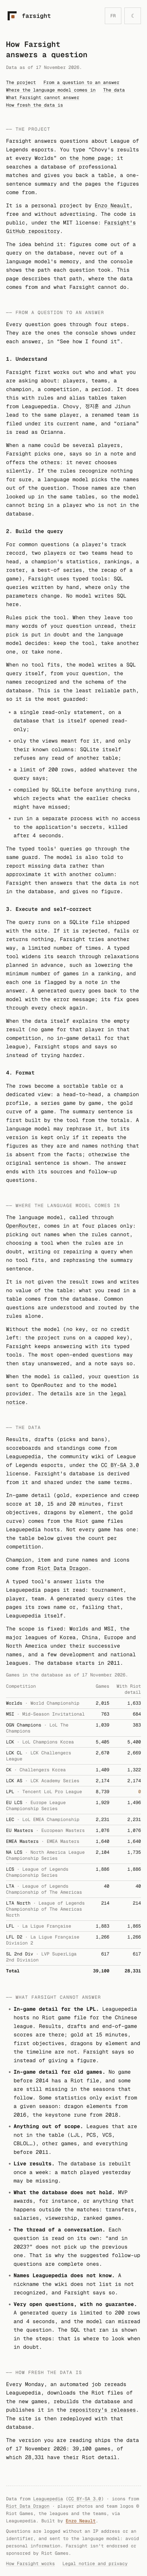 farsight
FR
How Farsight
answers a question
Data as of 17 November 2026.
The project From a question to an answer
Where the language model comes in The data
What Farsight cannot answer
How fresh the data is
── THE PROJECT
Farsight answers questions about League of
Legends esports. You type "Chovy's results
at every Worlds" on the home page; it
searches a database of professional
matches and gives you back a table, a one-
sentence summary and the pages the figures
come from.
It is a personal project by Enzo Neault,
free and without advertising. The code is
public, under the MIT license: Farsight's
GitHub repository.
The idea behind it: figures come out of a
query on the database, never out of a
language model's memory, and the console
shows the path each question took. This
page describes that path, where the data
comes from and what Farsight cannot do.
── FROM A QUESTION TO AN ANSWER
Every question goes through four steps.
They are the ones the console shows under
each answer, in "See how I found it".
1. Understand
Farsight first works out who and what you
are asking about: players, teams, a
champion, a competition, a period. It does
this with rules and alias tables taken
from Leaguepedia. Chovy, 정지훈 and Jihun
lead to the same player, a renamed team is
filed under its current name, and "oriana"
is read as Orianna.
When a name could be several players,
Farsight picks one, says so in a note and
offers the others: it never chooses
silently. If the rules recognise nothing
for sure, a language model picks the names
out of the question. Those names are then
looked up in the same tables, so the model
cannot bring in a player who is not in the
database.
2. Build the query
For common questions (a player's track
record, two players or two teams head to
head, a champion's statistics, rankings, a
roster, a best-of series, the recap of a
game), Farsight uses typed tools: SQL
queries written by hand, where only the
parameters change. No model writes SQL
here.
Rules pick the tool. When they leave too
many words of your question unread, their
pick is put in doubt and the language
model decides: keep the tool, take another
one, or take none.
When no tool fits, the model writes a SQL
query itself, from your question, the
names recognised and the schema of the
database. This is the least reliable path,
so it is the most guarded:
• a single read-only statement, on a
database that is itself opened read-
only;
• only the views meant for it, and only
their known columns: SQLite itself
refuses any read of another table;
• a limit of 200 rows, added whatever the
query says;
• compiled by SQLite before anything runs,
which rejects what the earlier checks
might have missed;
• run in a separate process with no access
to the application's secrets, killed
after 4 seconds.
The typed tools' queries go through the
same guard. The model is also told to
report missing data rather than
approximate it with another column:
Farsight then answers that the data is not
in the database, and gives no figure.
3. Execute and self-correct
The query runs on a SQLite file shipped
with the site. If it is rejected, fails or
returns nothing, Farsight tries another
way, a limited number of times. A typed
tool widens its search through relaxations
planned in advance, such as lowering the
minimum number of games in a ranking, and
each one is flagged by a note in the
answer. A generated query goes back to the
model with the error message; its fix goes
through every check again.
When the data itself explains the empty
result (no game for that player in that
competition, no in-game detail for that
league), Farsight stops and says so
instead of trying harder.
4. Format
The rows become a sortable table or a
dedicated view: a head-to-head, a champion
profile, a series game by game, the gold
curve of a game. The summary sentence is
first built by the tool from the totals. A
language model may rephrase it, but its
version is kept only if it repeats the
figures as they are and names nothing that
is absent from the facts; otherwise the
original sentence is shown. The answer
ends with its sources and follow-up
questions.
── WHERE THE LANGUAGE MODEL COMES IN
The language model, called through
OpenRouter, comes in at four places only:
picking out names when the rules cannot,
choosing a tool when the rules are in
doubt, writing or repairing a query when
no tool fits, and rephrasing the summary
sentence.
It is not given the result rows and writes
no value of the table: what you read in a
table comes from the database. Common
questions are understood and routed by the
rules alone.
Without the model (no key, or no credit
left: the project runs on a capped key),
Farsight keeps answering with its typed
tools. The most open-ended questions may
then stay unanswered, and a note says so.
When the model is called, your question is
sent to OpenRouter and to the model
provider. The details are in the legal
notice.
── THE DATA
Results, drafts (picks and bans),
scoreboards and standings come from
Leaguepedia, the community wiki of League
of Legends esports, under the CC BY-SA 3.0
license. Farsight's database is derived
from it and shared under the same terms.
In-game detail (gold, experience and creep
score at 10, 15 and 20 minutes, first
objectives, dragons by element, the gold
curve) comes from the Riot game files
Leaguepedia hosts. Not every game has one:
the table below gives the count per
competition.
Champion, item and rune names and icons
come from Riot Data Dragon.
A typed tool's answer lists the
Leaguepedia pages it read: tournament,
player, team. A generated query cites the
pages its rows name or, failing that,
Leaguepedia itself.
The scope is fixed: Worlds and MSI, the
major leagues of Korea, China, Europe and
North America under their successive
names, and a few development and national
leagues. The database starts in 2011.
Games in the database as of 17 November 2026.
Competition Games With Riot detail
Worlds · World Championship 2,015 1,633
MSI · Mid-Season Invitational 763 684
OGN Champions · LoL The Champions 1,039 383
LCK · LoL Champions Korea 5,405 5,400
LCK CL · LCK Challengers League 2,670 2,669
CK · Challengers Korea 1,409 1,322
LCK AS · LCK Academy Series 2,174 2,174
LPL · Tencent LoL Pro League 8,739 0
EU LCS · Europe League Championship Series
LEC · LoL EMEA Championship 2,231 2,231
EU Masters · European Masters 1,076 1,076
EMEA Masters · EMEA Masters 1,648 1,648
NA LCS · North America League Championship Series
LCS · League of Legends Championship Series 1,886 1,886
LTA · League of Legends Championship of The Americas 40 40
LTA North · League of Legends Championship of The Americas North 214 214
LFL · La Ligue Française 1,883 1,865
LFL D2 · La Ligue Française Division 2 1,266 1,266
SL 2nd Div · LVP SuperLiga 2nd Division 617 617
Total 39,100 28,331
── WHAT FARSIGHT CANNOT ANSWER
• In-game detail for the LPL. Leaguepedia
hosts no Riot game file for the Chinese
league. Results, drafts and end-of-game
scores are there; gold at 15 minutes,
first objectives, dragons by element and
the timeline are not. Farsight says so
instead of giving a figure.
• In-game detail for old games. No game
before 2014 has a Riot file, and some
are still missing in the seasons that
follow. Some statistics only exist from
a given season: dragon elements from
2016, the keystone rune from 2018.
• Anything out of scope. Leagues that are
not in the table (LJL, PCS, VCS,
CBLOL…), other games, and everything
before 2011.
• Live results. The database is rebuilt
once a week: a match played yesterday
may be missing.
• What the database does not hold. MVP
awards, for instance, or anything that
happens outside the matches: transfers,
salaries, viewership, ranked games.
• The thread of a conversation. Each
question is read on its own: "and in
2023?" does not pick up the previous
one. That is why the suggested follow-up
questions are complete ones.
• Names Leaguepedia does not know. A
nickname the wiki does not list is not
recognized, and Farsight says so.
• Very open questions, with no guarantee.
A generated query is limited to 200 rows
and 4 seconds, and the model can misread
the question. The SQL that ran is shown
in the steps: that is where to look when
in doubt.
── HOW FRESH THE DATA IS
Every Monday, an automated job rereads
Leaguepedia, downloads the Riot files of
the new games, rebuilds the database and
publishes it in the repository's releases.
The site is then redeployed with that
database.
The version you are reading ships the data
of 17 November 2026: 39,100 games, of
which 28,331 have their Riot detail.
Data from Leaguepedia (CC BY-SA 3.0) · icons from
Riot Data Dragon · player photos and team logos ©
Riot Games, the leagues and the teams, via
Leaguepedia. Built by Enzo Neault.
Questions are logged without an IP address or an
identifier, and sent to the language model: avoid
personal information. Farsight isn't endorsed or
sponsored by Riot Games.
How Farsight works Legal notice and privacy